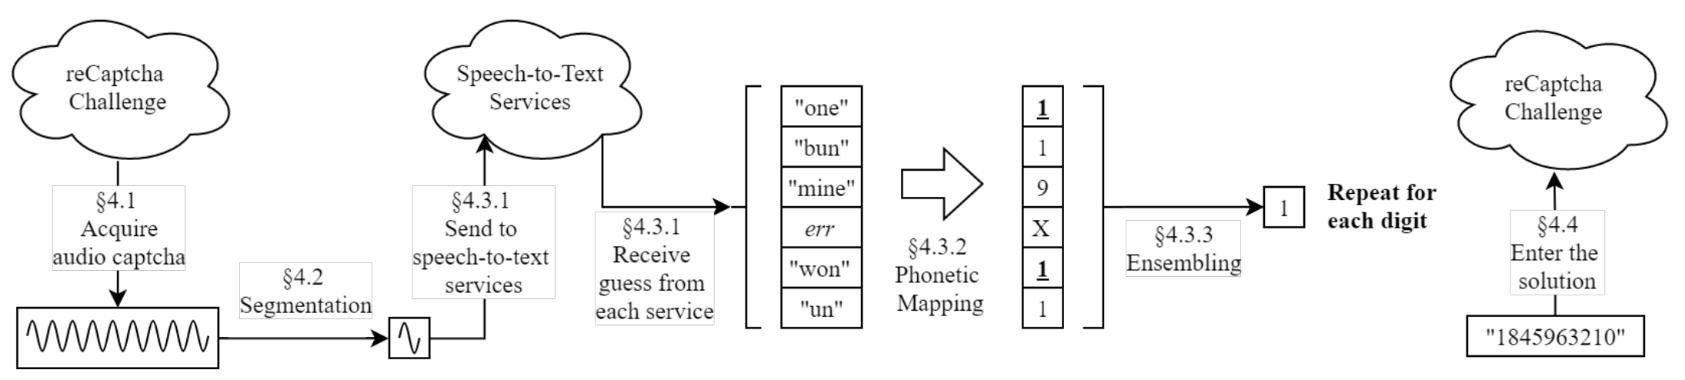 reCaptcha
Challenge
§4.1
Acquire
audio captcha
§4.2
Segmentation
§4.3.1
Send to
speech-to-text
services
Speech-to-Text
Services
§4.3.1
Receive
guess from
each service
"one"
"bun"
"mine"
err
"won"
"un"
§4.3.2
Phonetic
Mapping
1
1
9
X
1
1
§4.3.3
Ensembling
1
Repeat for
each digit
reCaptcha
Challenge
§4.4
Enter the
solution
"1845963210"